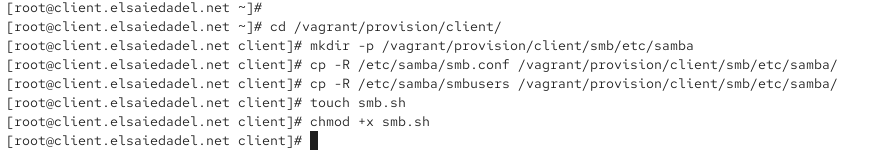 [root@client.elsaiedadel.net ~]#
[root@client.elsaiedadel.net ~]# cd /vagrant/provision/client/
[root@client.elsaiedadel.net client]# mkdir -p /vagrant/provision/client/smb/etc/samba
[root@client.elsaiedadel.net client]# cp -R /etc/samba/smb.conf /vagrant/provision/client/smb/etc/samba/
[root@client.elsaiedadel.net client]# cp -R /etc/samba/smbusers /vagrant/provision/client/smb/etc/samba/
[root@client.elsaiedadel.net client]# touch smb.sh
[root@client.elsaiedadel.net client]# chmod +x smb.sh
[root@client.elsaiedadel.net client]#